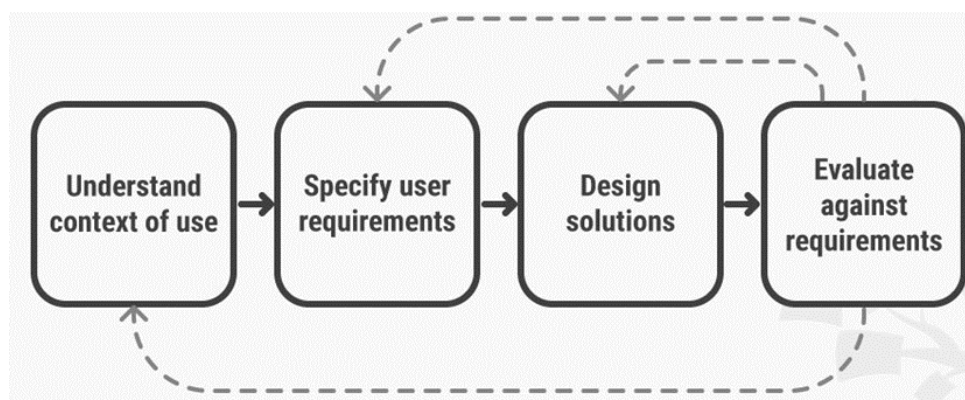 Understand
context of use
Specify user
requirements
Design
solutions
Evaluate
against
requirements